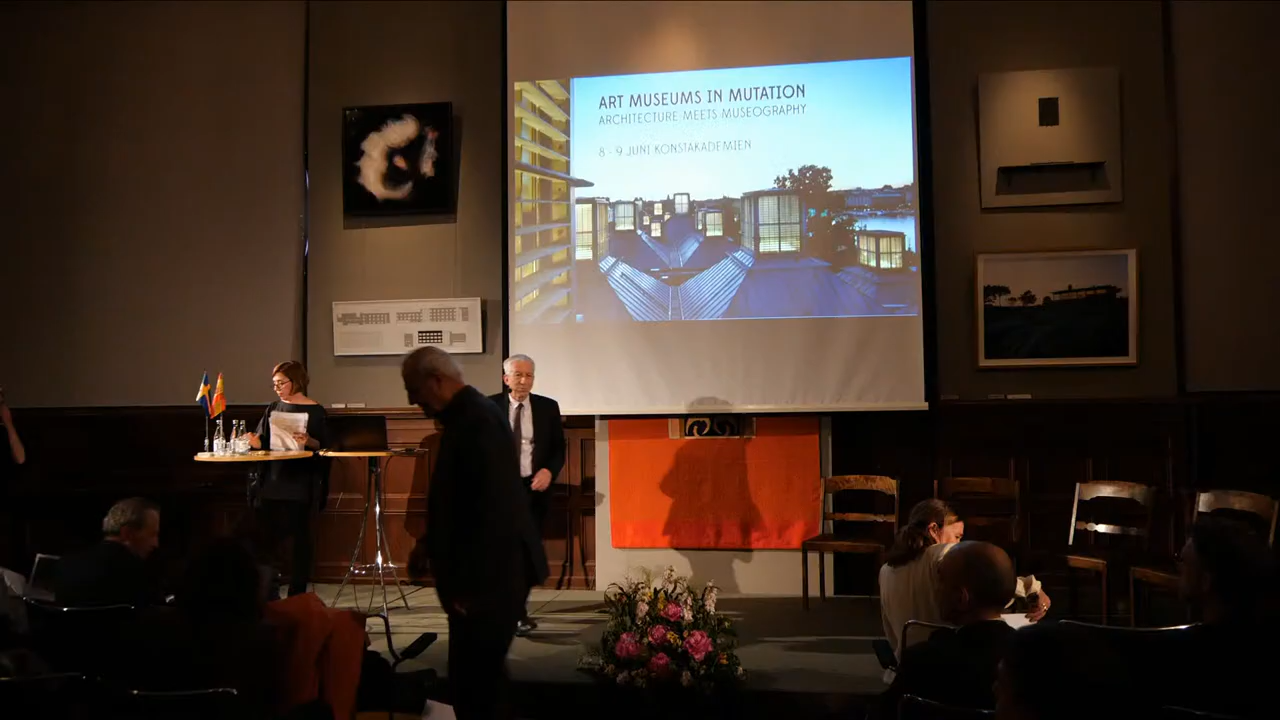 ART MUSEUMS IN MUTATION
ARCHITECTURE MEETS MUSEOGRAPHY
8 - 9 JUNI KONSTAKADEMIEN